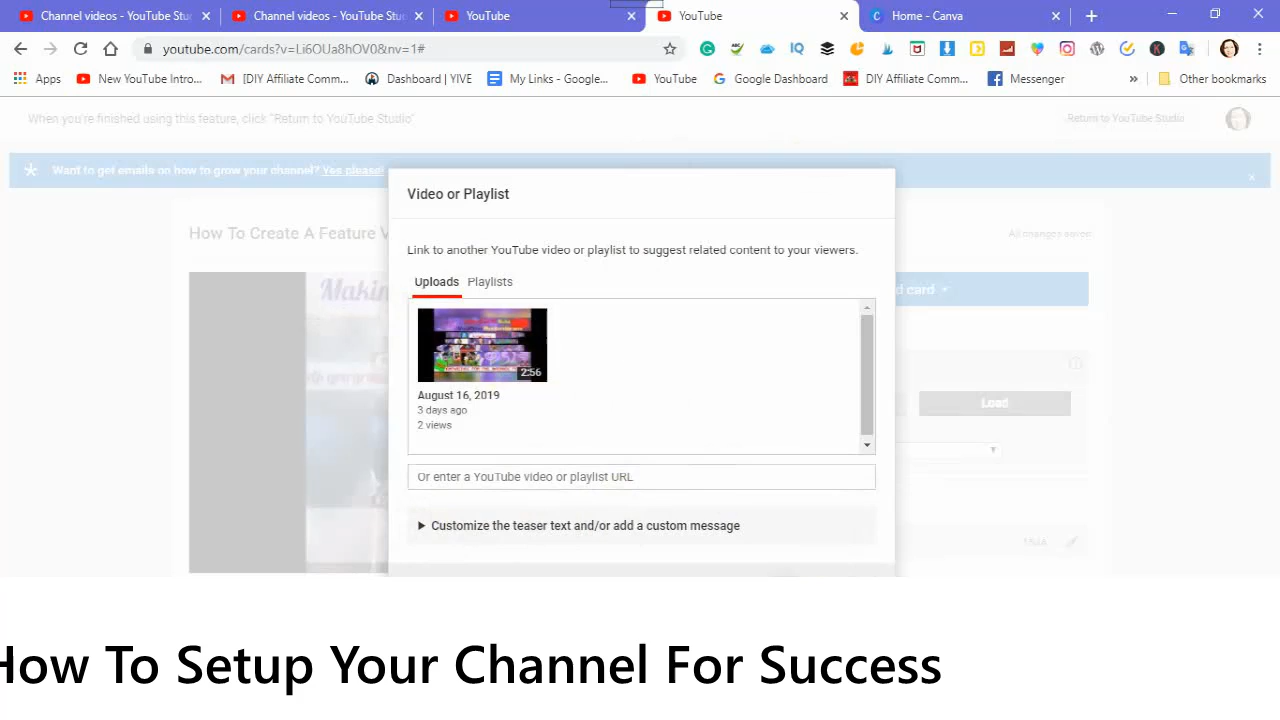 Channel videos - YouTube Stu
Channel videos - YouTube Stu
YouTube
YouTube
Home - Canva
youtube.com/cards?v=Li6OUa8hOV0&nv=1#
Apps
New YouTube Intro...
[DIY Affiliate Comm...
Dashboard | YIVE
My Links - Google...
YouTube
Google Dashboard
DIY Affiliate Comm...
Messenger
»
Other bookmarks
When you're finished using this feature, click "Return to YouTube Studio"
Return to YouTube Studio
Want to get emails on how to grow your channel? Yes please!
Video or Playlist
How To Create A Feature V
All changes saved.
Link to another YouTube video or playlist to suggest related content to your viewers.
Uploads Playlists
d card
Makin
2:56
August 16, 2019
3 days ago
2 views
Load
Or enter a YouTube video or playlist URL
Customize the teaser text and/or add a custom message
How To Setup Your Channel For Success